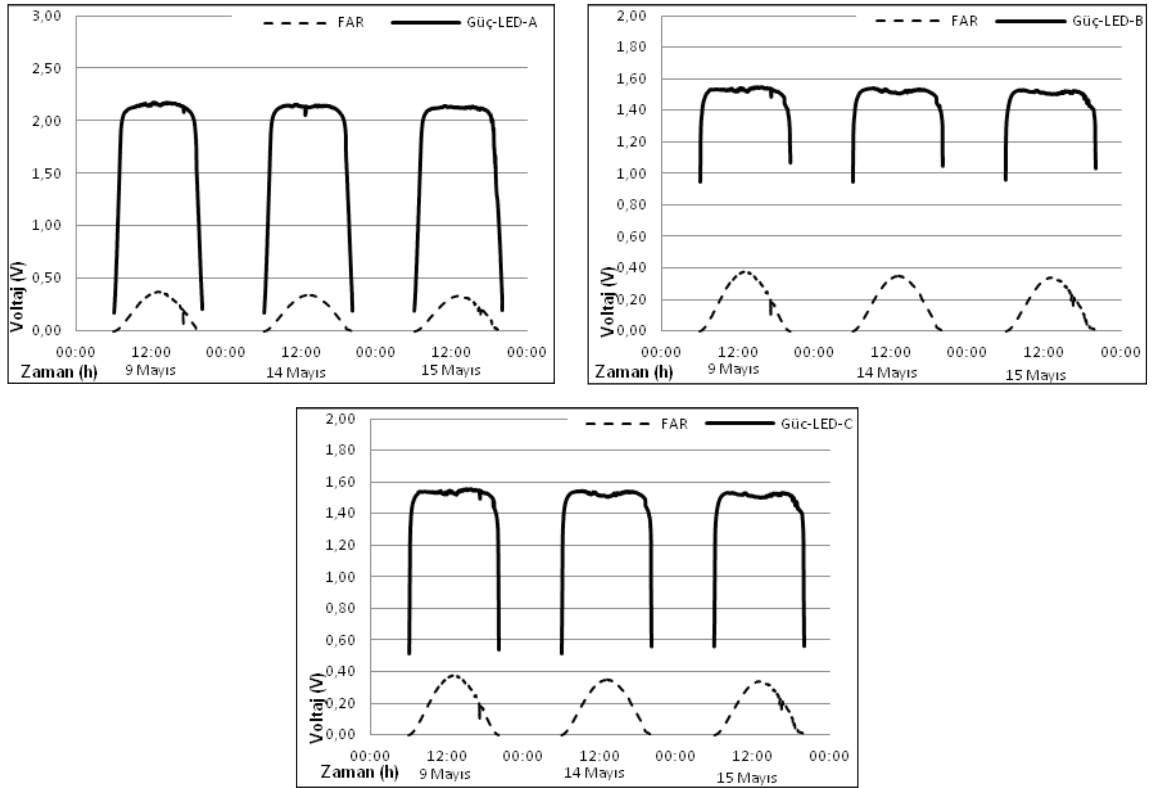 FAR Güç-LED-A
3,00
2,50
2,00
1,50
1,00
0,50
0,00
Voltaj (V)
00:00 12:00 00:00 12:00 00:00 12:00 00:00
Zaman (h) 9 Mayıs 14 Mayıs 15 Mayıs
FAR Güç-LED-B
2,00
1,80
1,60
1,40
1,20
1,00
0,80
0,60
0,40
0,20
0,00
Voltaj (V)
00:00 12:00 00:00 12:00 00:00 12:00 00:00
Zaman (h) 9 Mayıs 14 Mayıs 15 Mayıs
FAR Güç-LED-C
2,00
1,80
1,60
1,40
1,20
1,00
0,80
0,60
0,40
0,20
0,00
Voltaj (V)
00:00 12:00 00:00 12:00 00:00 12:00 00:00
Zaman (h) 9 Mayıs 14 Mayıs 15 Mayıs